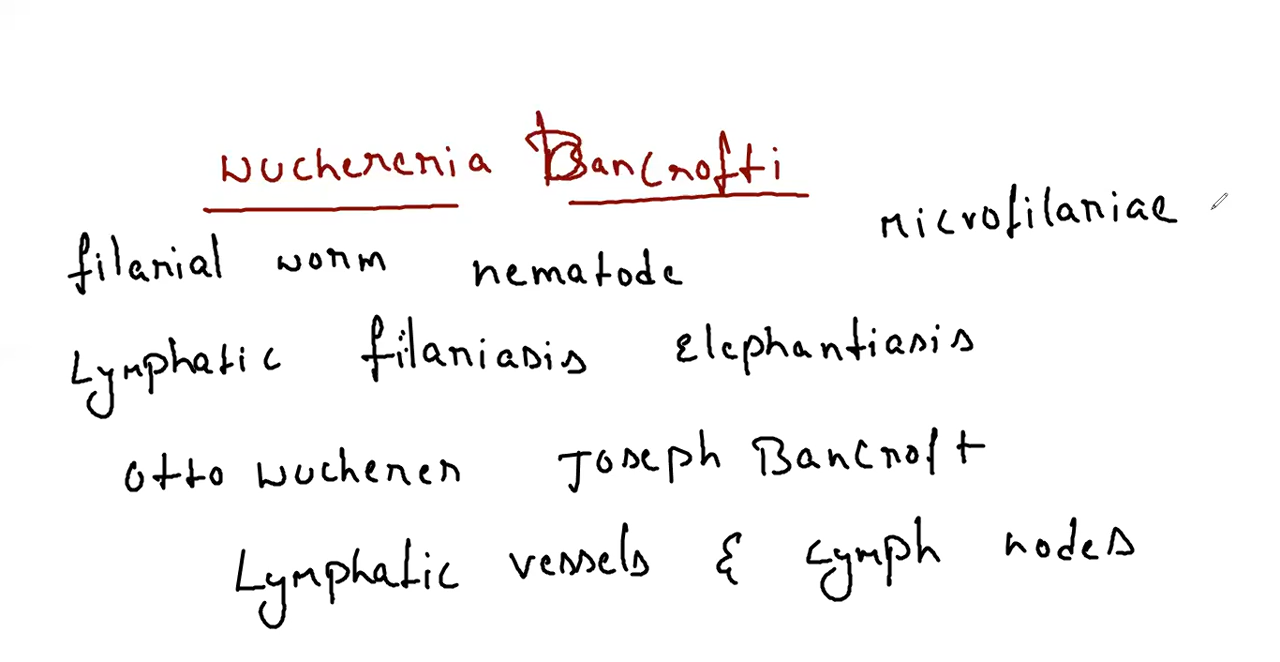 Wuchereria Bancrofti
microfilariae
filarial worm nematode
Lymphatic filariasis Elephantiasis
Otto Wucherer Joseph Bancroft
Lymphatic vessels & Lymph nodes